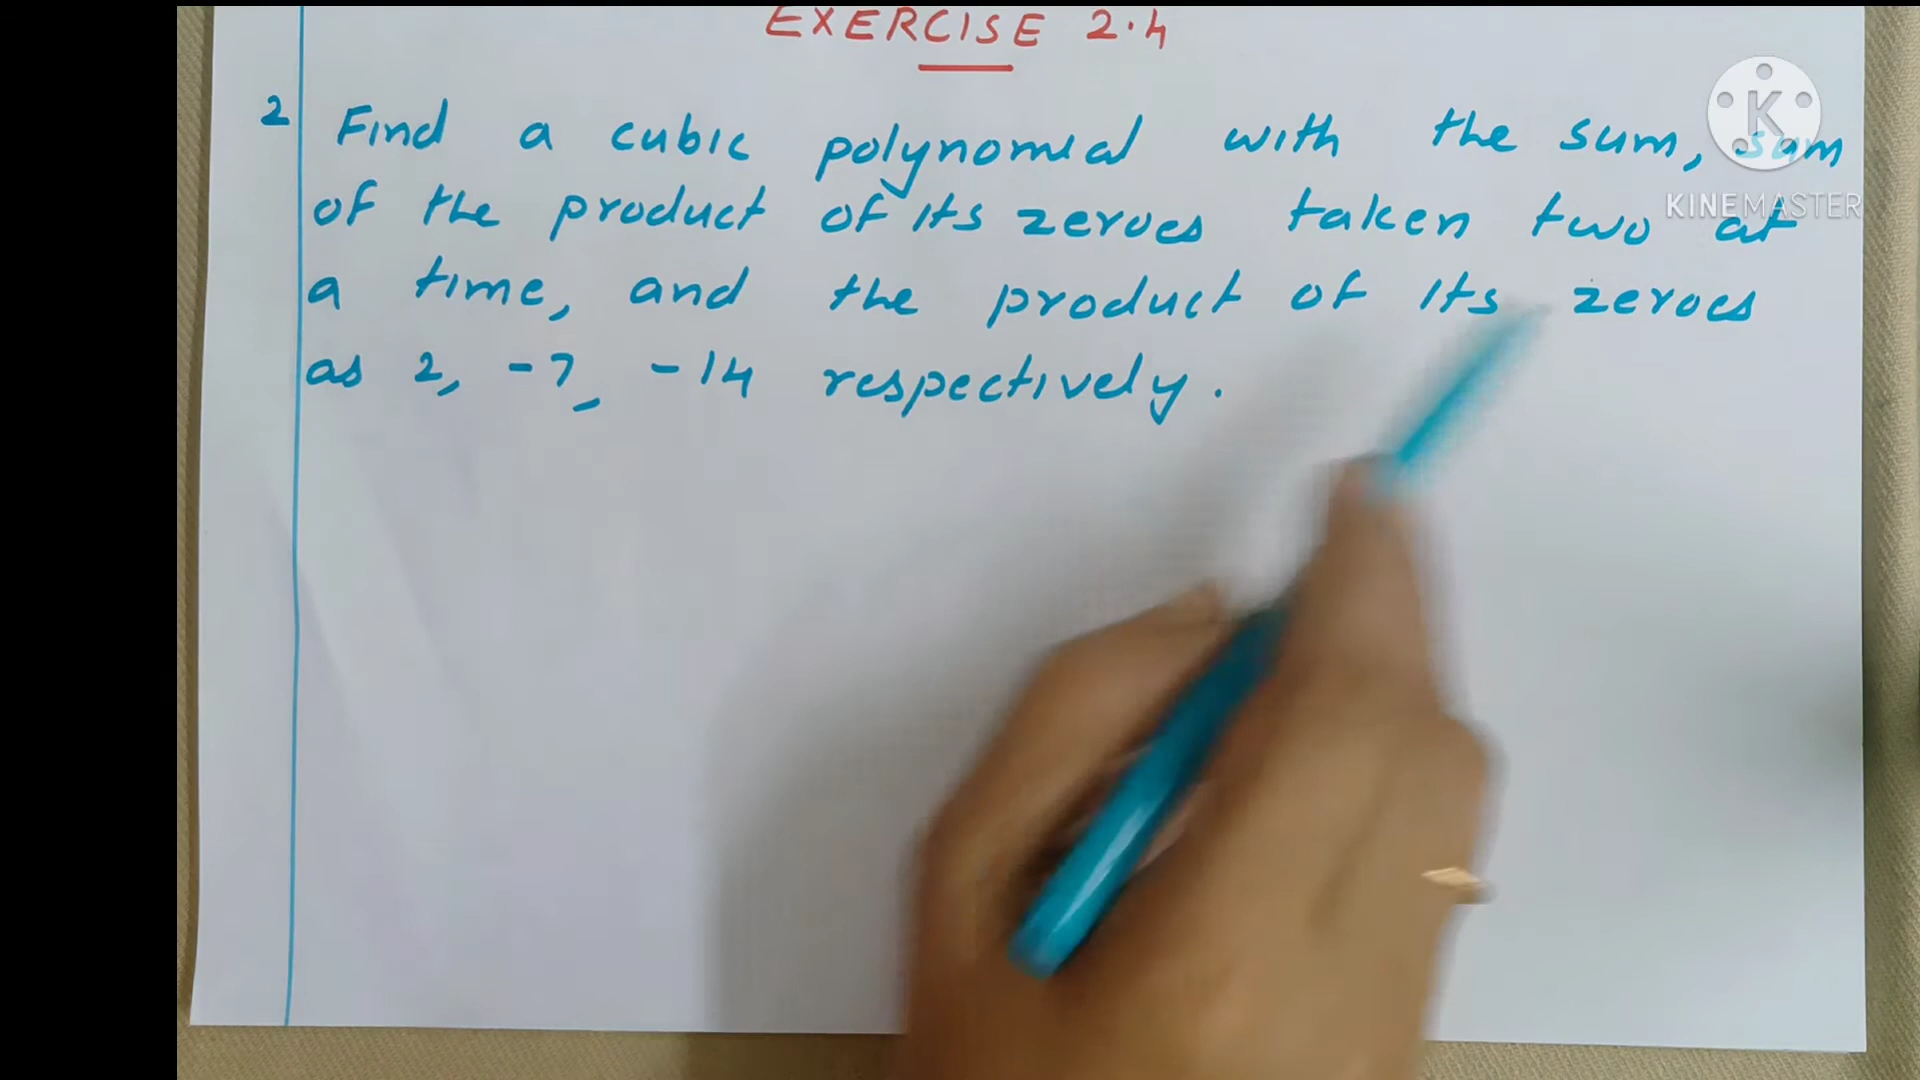 EXERCISE 2.4
2 Find a cubic polynomial with the sum, sum
of the product of its zeroes taken two at
a time, and the product of its zeroes
as 2, -7, -14 respectively.
K
KINEMASTER